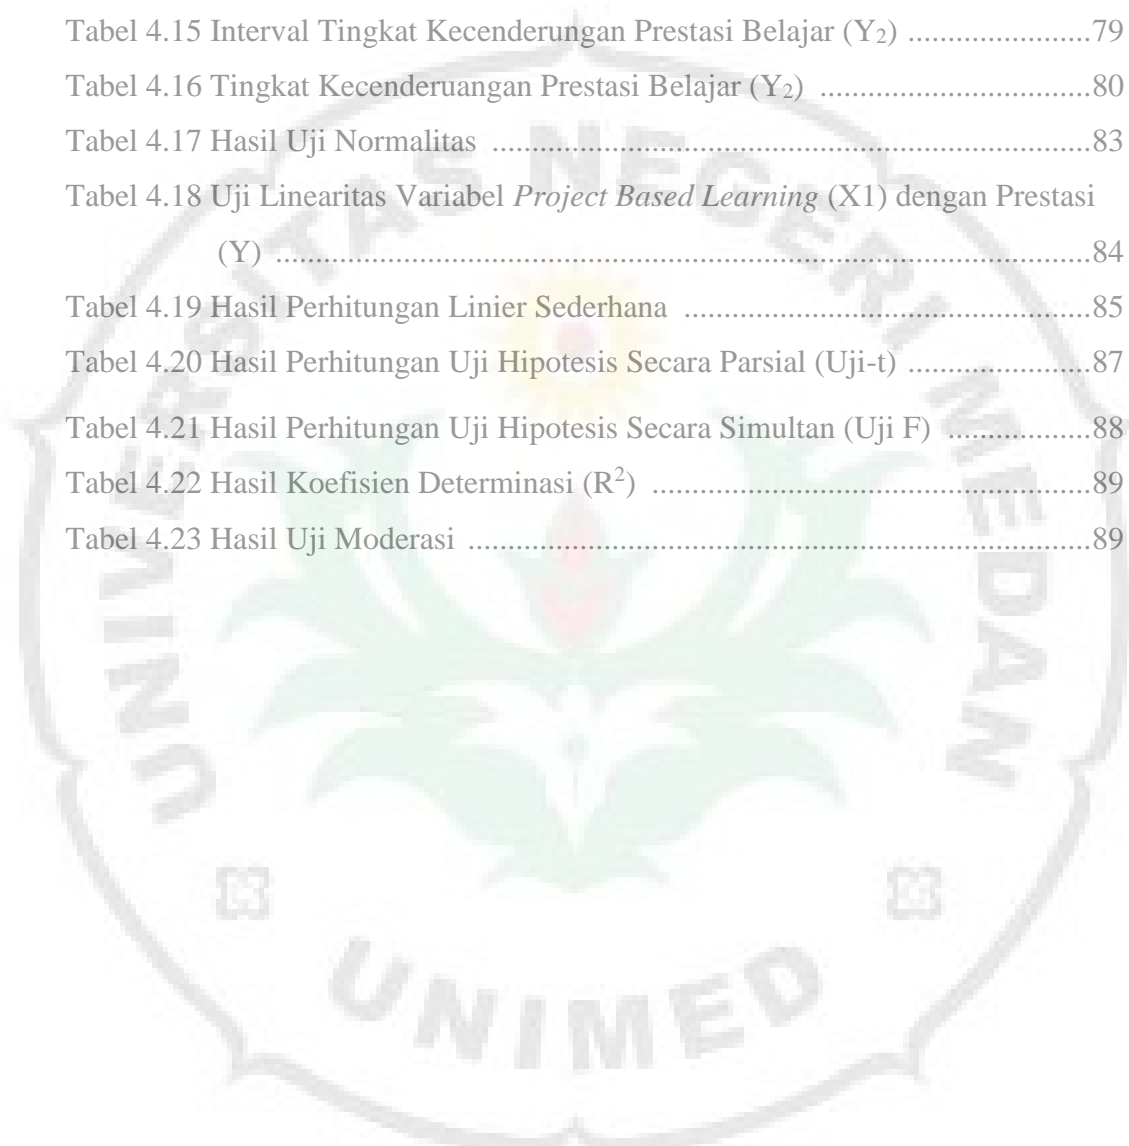 Tabel 4.15 Interval Tingkat Kecenderungan Prestasi Belajar (Y₂) ........................79
Tabel 4.16 Tingkat Kecenderuangan Prestasi Belajar (Y₂) ....................................80
Tabel 4.17 Hasil Uji Normalitas ................................................................................83
Tabel 4.18 Uji Linearitas Variabel Project Based Learning (X1) dengan Prestasi
(Y) ...........................................................................................................84
Tabel 4.19 Hasil Perhitungan Linier Sederhana ......................................................85
Tabel 4.20 Hasil Perhitungan Uji Hipotesis Secara Parsial (Uji-t) ........................87
Tabel 4.21 Hasil Perhitungan Uji Hipotesis Secara Simultan (Uji F) ...................88
Tabel 4.22 Hasil Koefisien Determinasi (R²) ..........................................................89
Tabel 4.23 Hasil Uji Moderasi ..................................................................................89
UNIVERSITAS NEGERI MEDAN
UNIMED